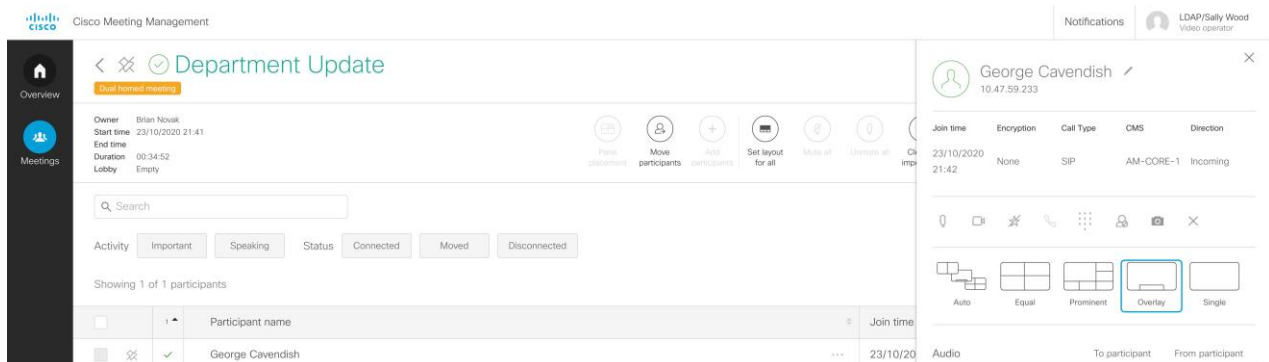 CISCO
Cisco Meeting Management
Notifications
LDAP/Sally Wood
Video operator
Overview
Meetings
Department Update
Dual homed meeting
Owner Brian Novak
Start time 23/10/2020 21:41
End time
Duration 00:34:52
Lobby Empty
Pane placement
Move participants
Add participants
Set layout for all
Mute all
Unmute all
Search
Activity Important Speaking Status Connected Moved Disconnected
Showing 1 of 1 participants
1 Participant name Join time
George Cavendish ... 23/10/20
George Cavendish
10.47.59.233
Join time Encryption Call Type CMS Direction
23/10/2020 21:42 None SIP AM-CORE-1 Incoming
Auto Equal Prominent Overlay Single
Audio To participant From participant